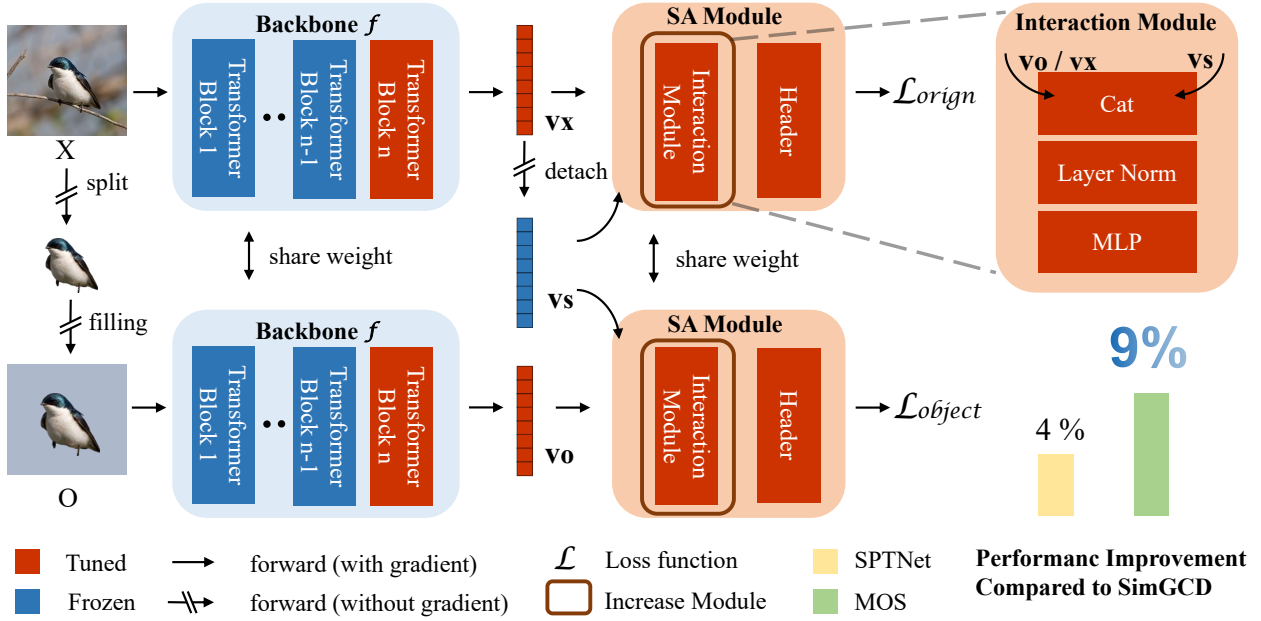 X
split
filling
O
Backbone f
Transformer
Block 1
Transformer
Block n-1
Transformer
Block n
share weight
Backbone f
Transformer
Block 1
Transformer
Block n-1
Transformer
Block n
vx
detach
vs
vo
SA Module
Interaction
Module
Header
ℒorign
share weight
SA Module
Interaction
Module
Header
ℒobject
Interaction Module
vo / vx
vs
Cat
Layer Norm
MLP
4 %
9%
Tuned
forward (with gradient)
ℒ Loss function
SPTNet
Frozen
forward (without gradient)
Increase Module
MOS
Performanc Improvement
Compared to SimGCD